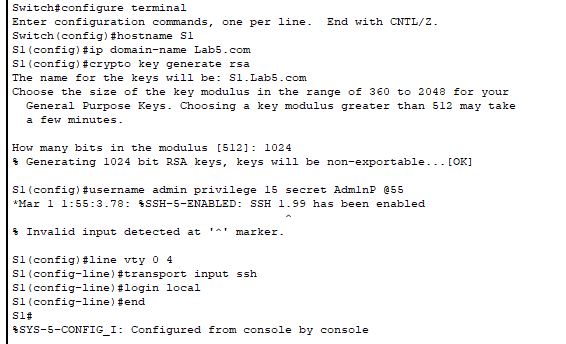 Switch#configure terminal
Enter configuration commands, one per line.  End with CNTL/Z.
Switch(config)#hostname S1
S1(config)#ip domain-name Lab5.com
S1(config)#crypto key generate rsa
The name for the keys will be: S1.Lab5.com
Choose the size of the key modulus in the range of 360 to 2048 for your
  General Purpose Keys. Choosing a key modulus greater than 512 may take
  a few minutes.

How many bits in the modulus [512]: 1024
% Generating 1024 bit RSA keys, keys will be non-exportable...[OK]

S1(config)#username admin privilege 15 secret Adm1nP @55
*Mar 1 1:55:3.78: %SSH-5-ENABLED: SSH 1.99 has been enabled
                                          ^
% Invalid input detected at '^' marker.

S1(config)#line vty 0 4
S1(config-line)#transport input ssh
S1(config-line)#login local
S1(config-line)#end
S1#
%SYS-5-CONFIG_I: Configured from console by console